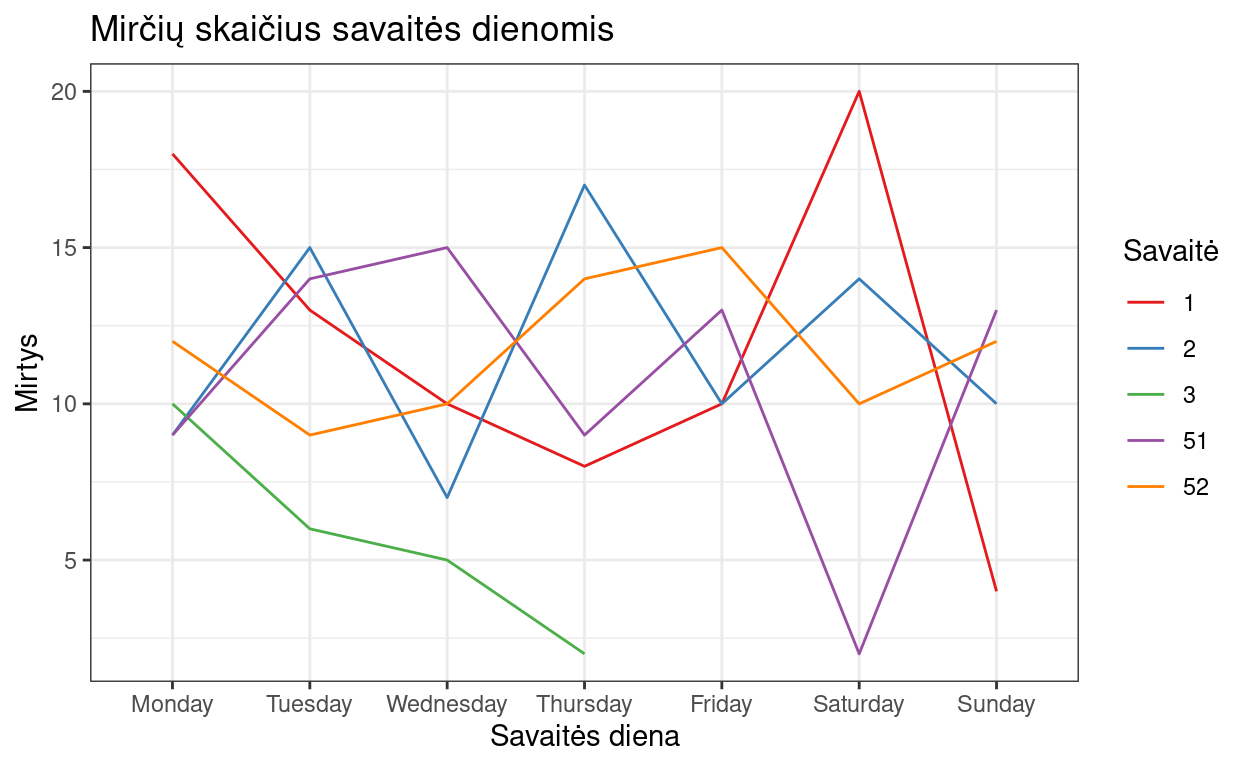 Mirčių skaičius savaitės dienomis
20
15
10
5
Mirtys
Monday Tuesday Wednesday Thursday Friday Saturday Sunday
Savaitės diena
Savaitė
1
2
3
51
52